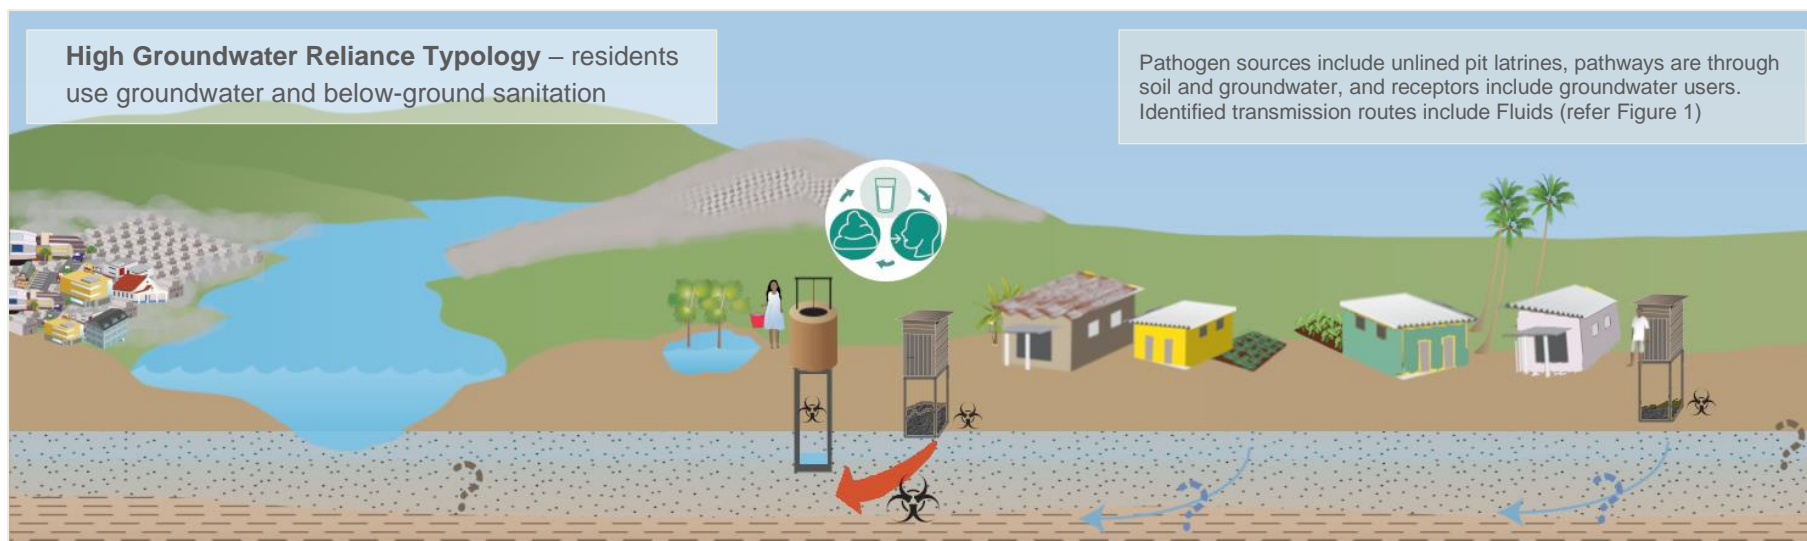 High Groundwater Reliance Typology – residents
use groundwater and below-ground sanitation
Pathogen sources include unlined pit latrines, pathways are through
soil and groundwater, and receptors include groundwater users.
Identified transmission routes include Fluids (refer Figure 1)
? ? ? ?